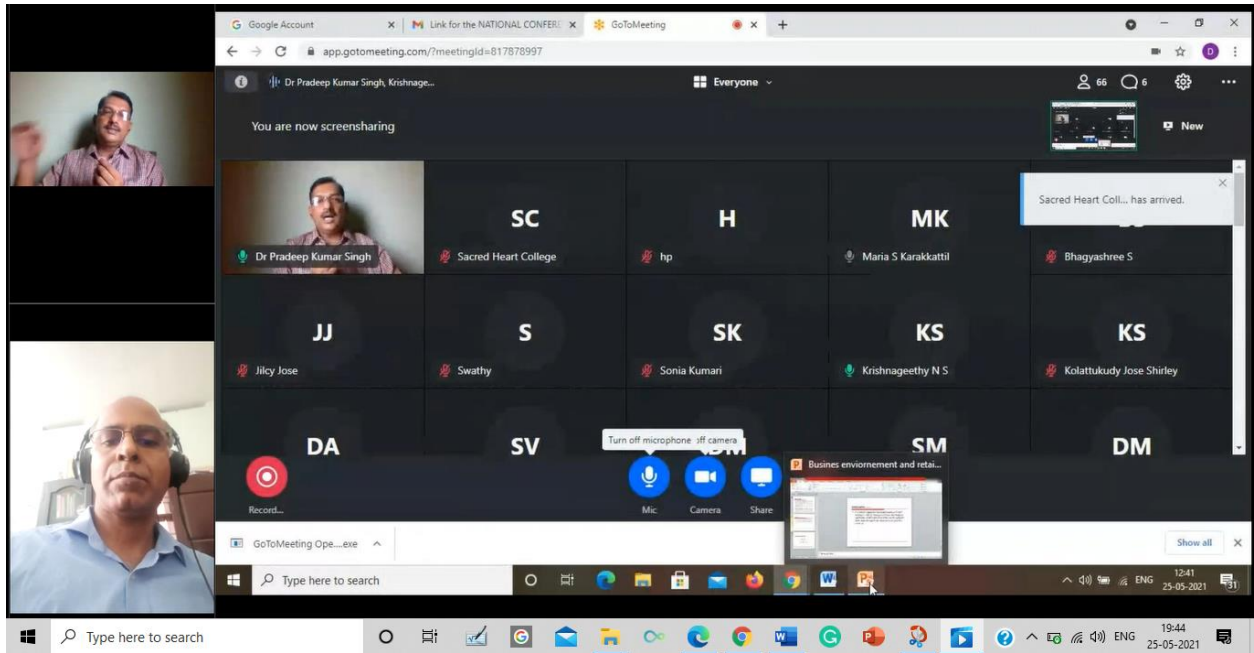 Google Account
Link for the NATIONAL CONFERE
GoToMeeting
app.gotomeeting.com/?meetingId=817878997
D
Dr Pradeep Kumar Singh, Krishnage...
Everyone
66
6
You are now screensharing
New
Sacred Heart Coll... has arrived.
Dr Pradeep Kumar Singh
SC
Sacred Heart College
H
hp
MK
Maria S Karakkattil
Bhagyashree S
JJ
Jilcy Jose
S
Swathy
SK
Sonia Kumari
KS
Krishnageethy N S
KS
Kolattukudy Jose Shirley
DA
SV
SM
DM
Turn off microphone
off camera
Busines enviornement and retai...
Record...
Mic
Camera
Share
GoToMeeting Ope....exe
Show all
Type here to search
ENG
12:41
25-05-2021
31
Type here to search
ENG
19:44
25-05-2021